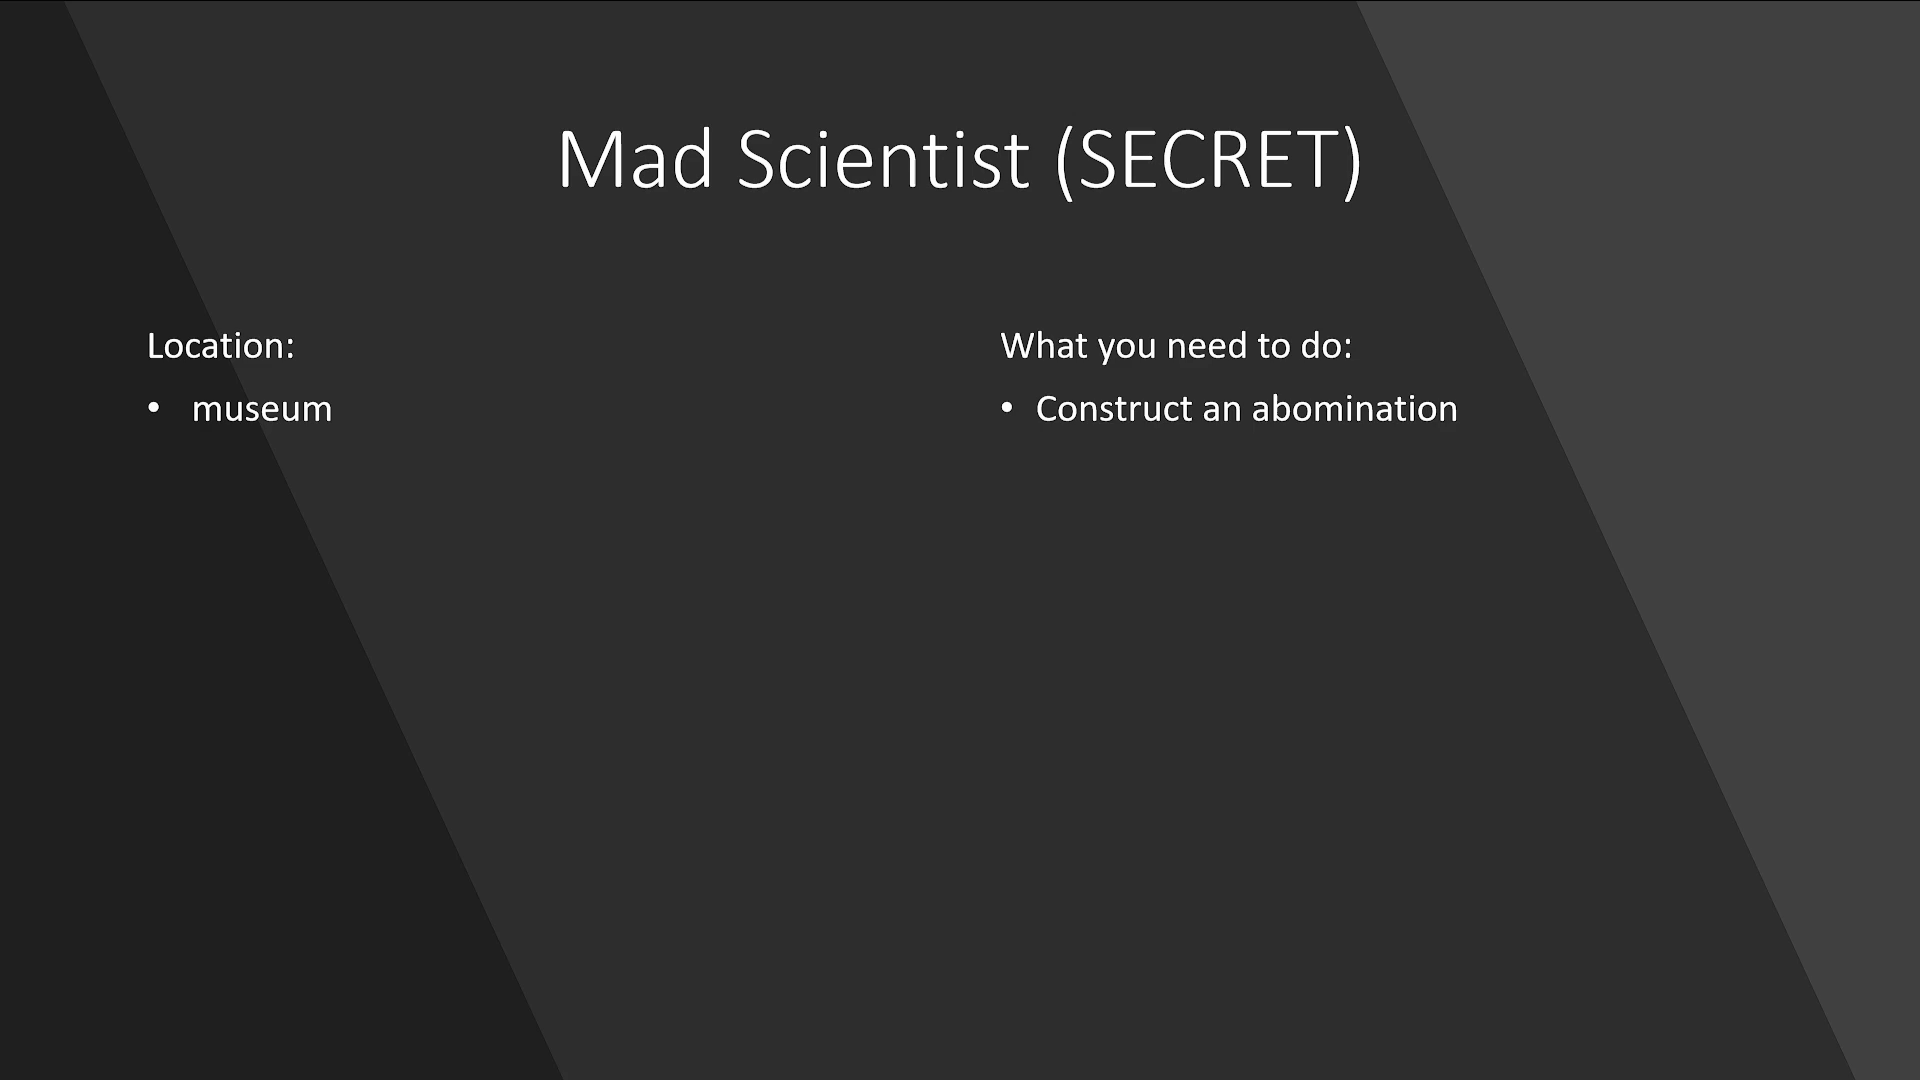 Mad Scientist (SECRET)
Location:
• museum
What you need to do:
• Construct an abomination